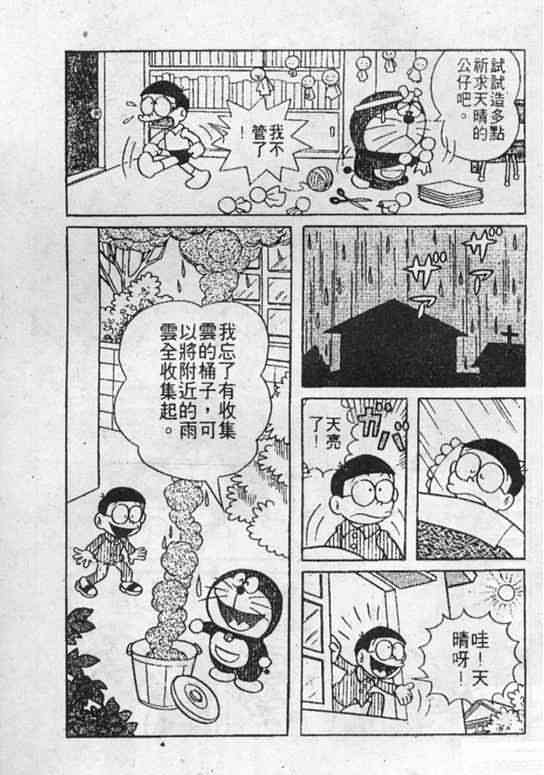 試試造多點
祈求天晴的
公仔吧。
我不
管了
！
ザザ
アア
ガバ
天亮
了！
哇！天
晴呀！
我忘了有收集
雲的桶子，可
以將附近的雨
雲全收集起。